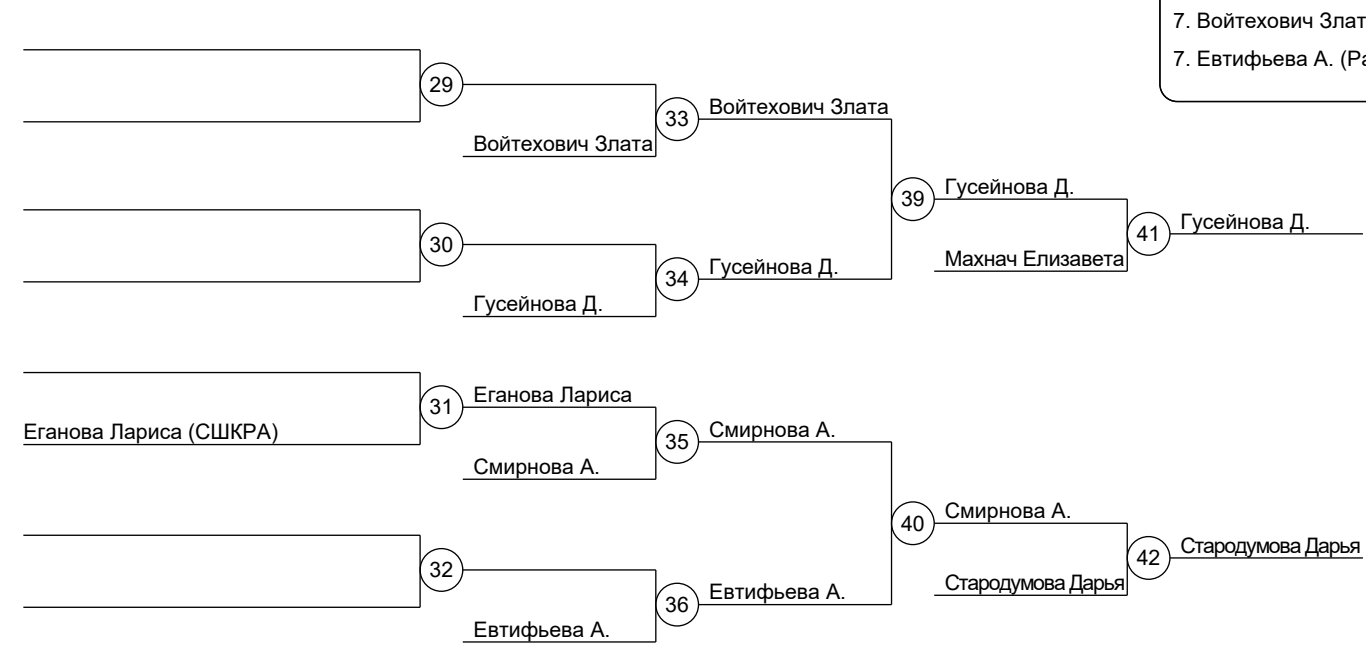 7. Войтехович Злат
7. Евтифьева А. (Ра
29
Войтехович Злата
33
Войтехович Злата
39
Гусейнова Д.
Махнач Елизавета
41
Гусейнова Д.
30
Гусейнова Д.
34
Гусейнова Д.
Еганова Лариса (СШКРА)
31
Еганова Лариса
Смирнова А.
35
Смирнова А.
40
Смирнова А.
Стародумова Дарья
42
Стародумова Дарья
32
Евтифьева А.
36
Евтифьева А.